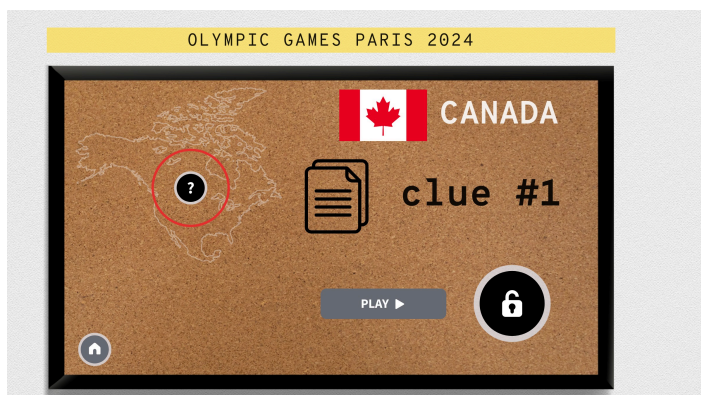 OLYMPIC GAMES PARIS 2024
CANADA
?
clue #1
PLAY